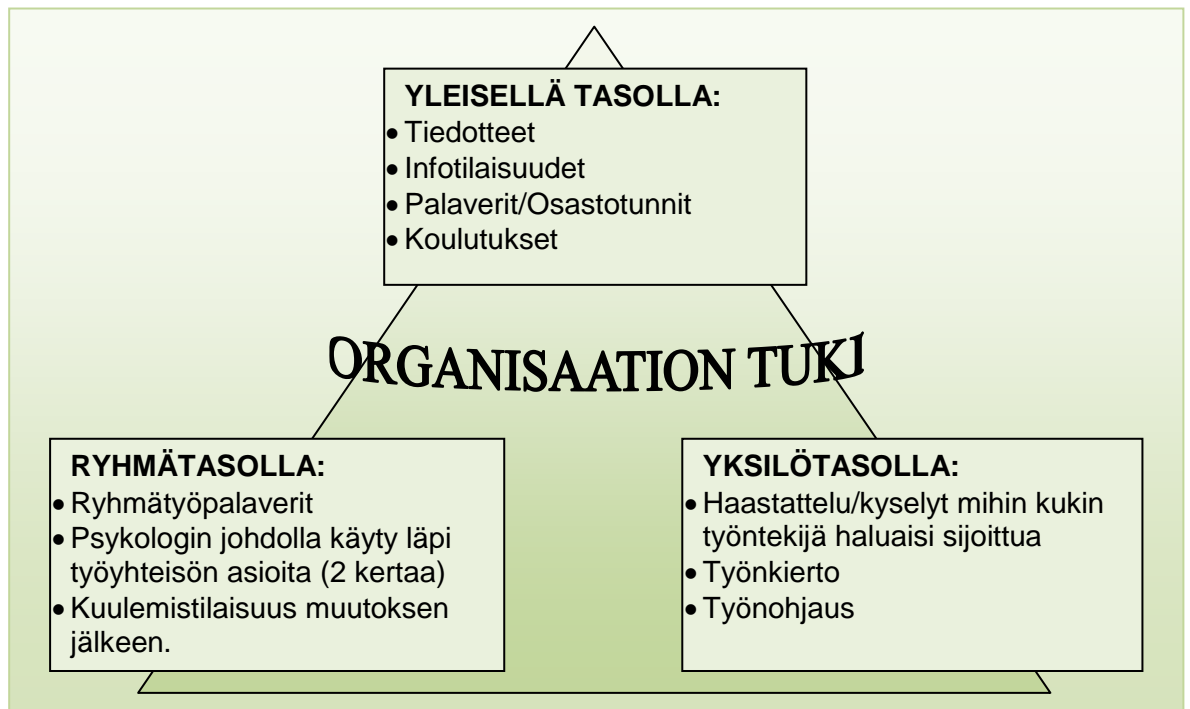 YLEISELLÄ TASOLLA:
• Tiedotteet
• Infotilaisuudet
• Palaverit/Osastotunnit
• Koulutukset
ORGANISAATION TUKI
RYHMÄTASOLLA:
• Ryhmätyöpalaverit
• Psykologin johdolla käyty läpi
työyhteisön asioita (2 kertaa)
• Kuulemistilaisuus muutoksen
jälkeen.
YKSILÖTASOLLA:
• Haastattelu/kyselyt mihin kukin
työntekijä haluaisi sijoittua
• Työnkierto
• Työnohjaus